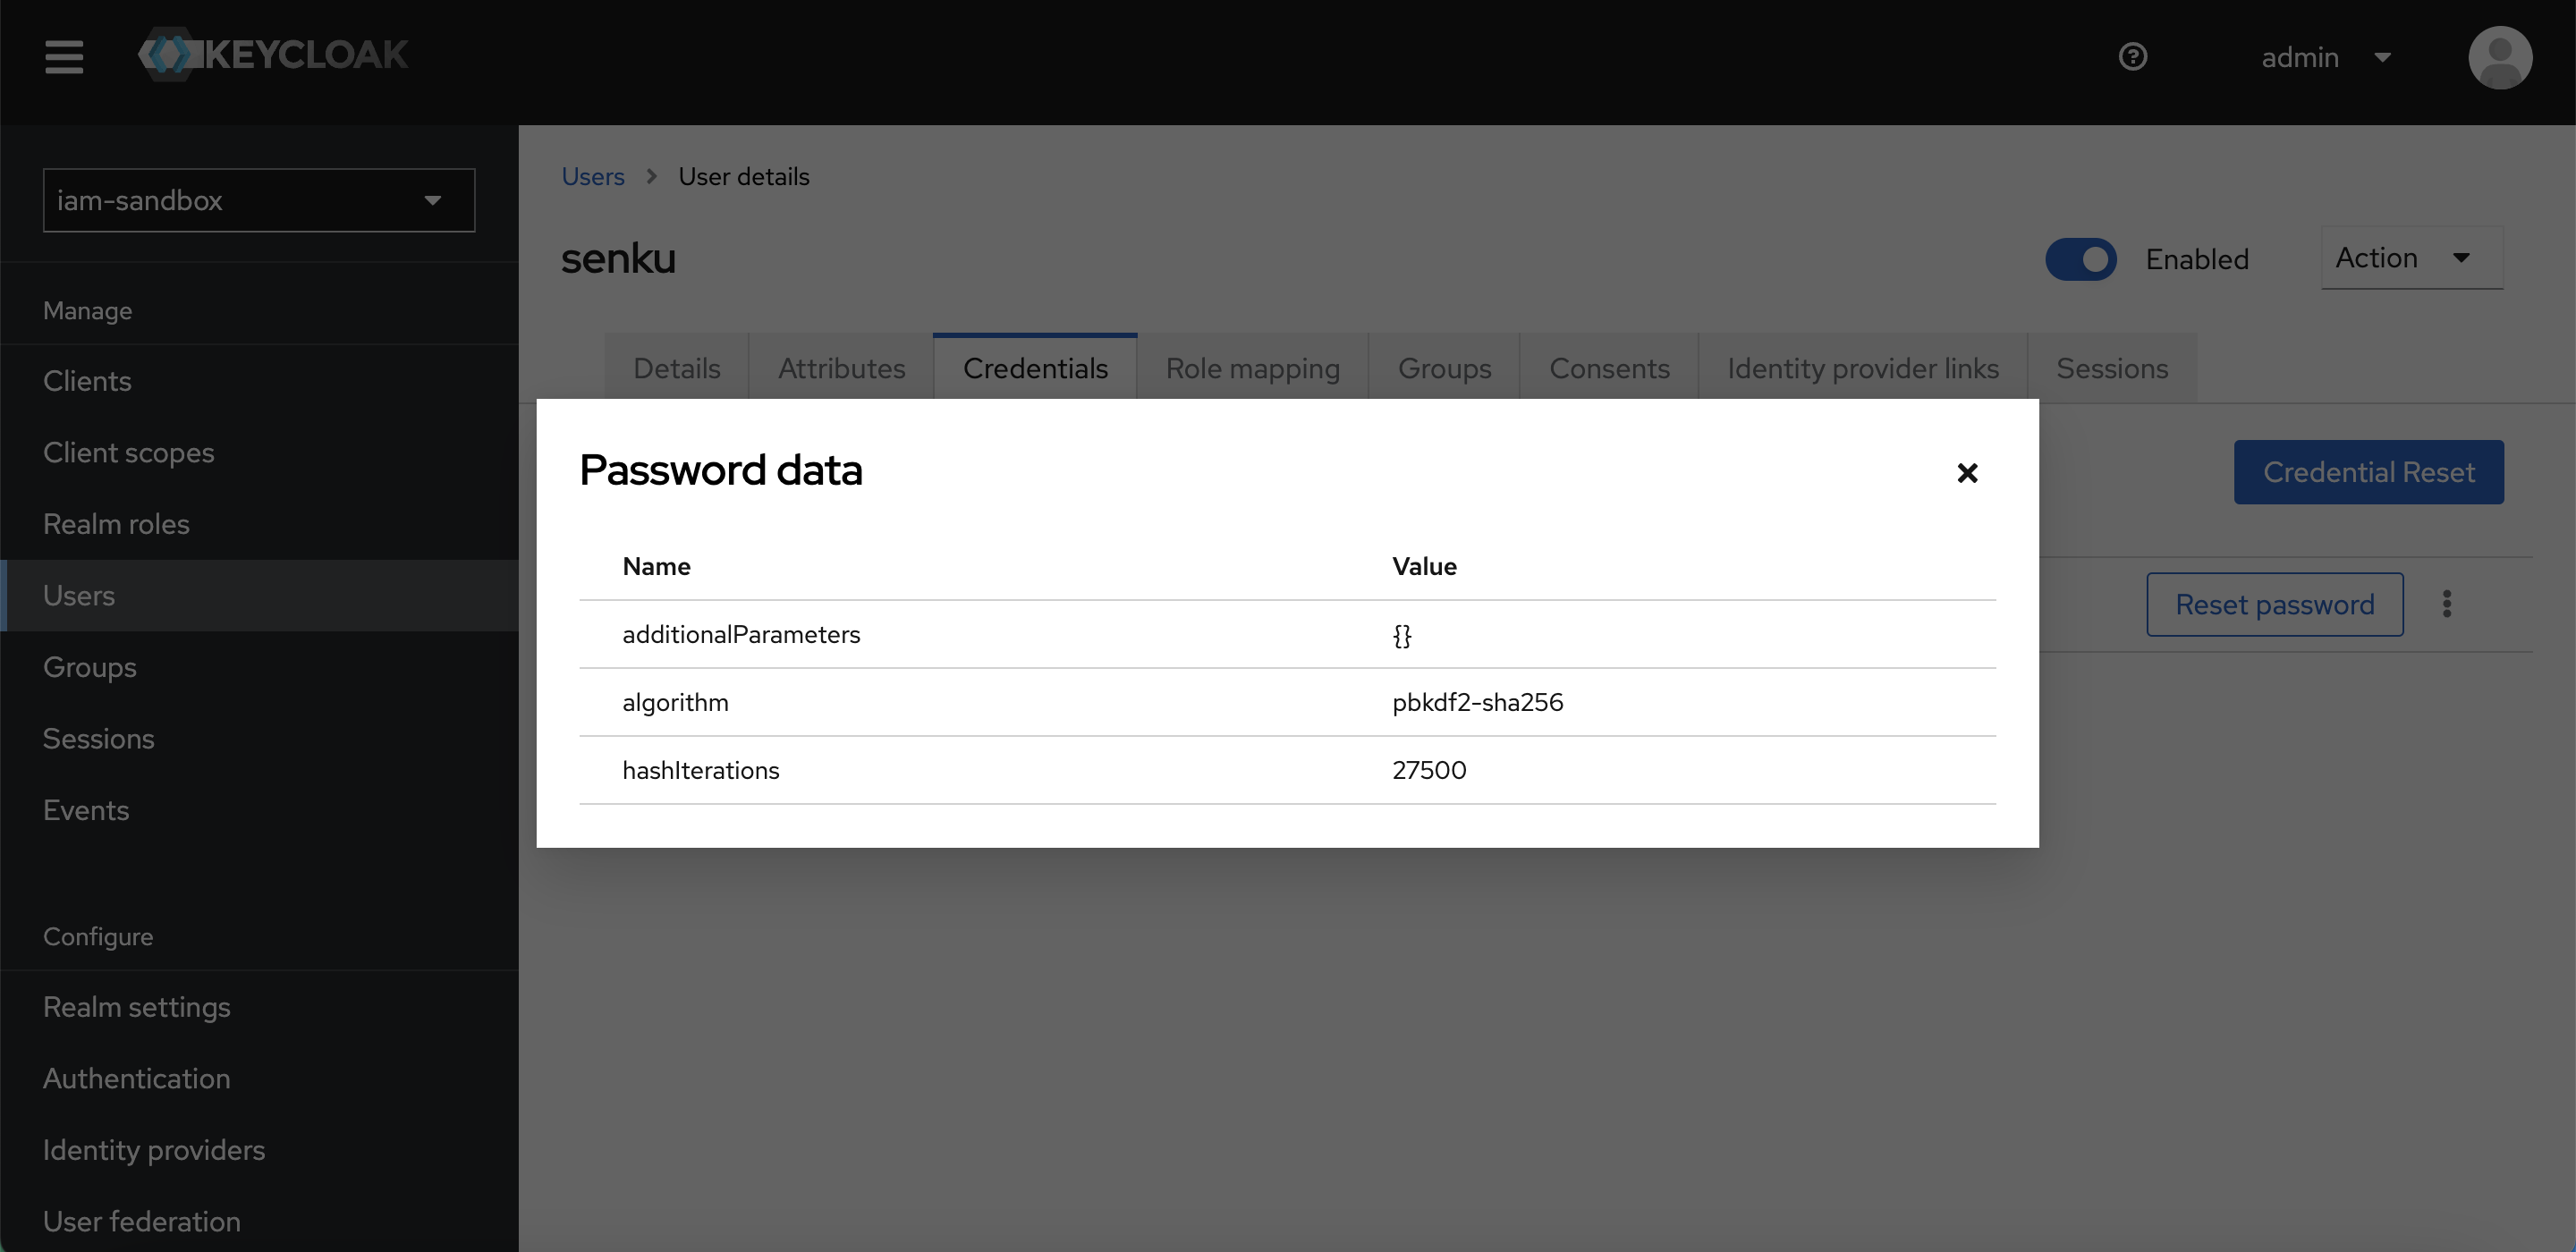 KEYCLOAK
?
admin
iam-sandbox
Manage
Clients
Client scopes
Realm roles
Users
Groups
Sessions
Events
Configure
Realm settings
Authentication
Identity providers
User federation
Users > User details
senku
Enabled
Action
Details Attributes Credentials Role mapping Groups Consents Identity provider links Sessions
Credential Reset
Reset password
Password data
Name Value
additionalParameters {}
algorithm pbkdf2-sha256
hashIterations 27500